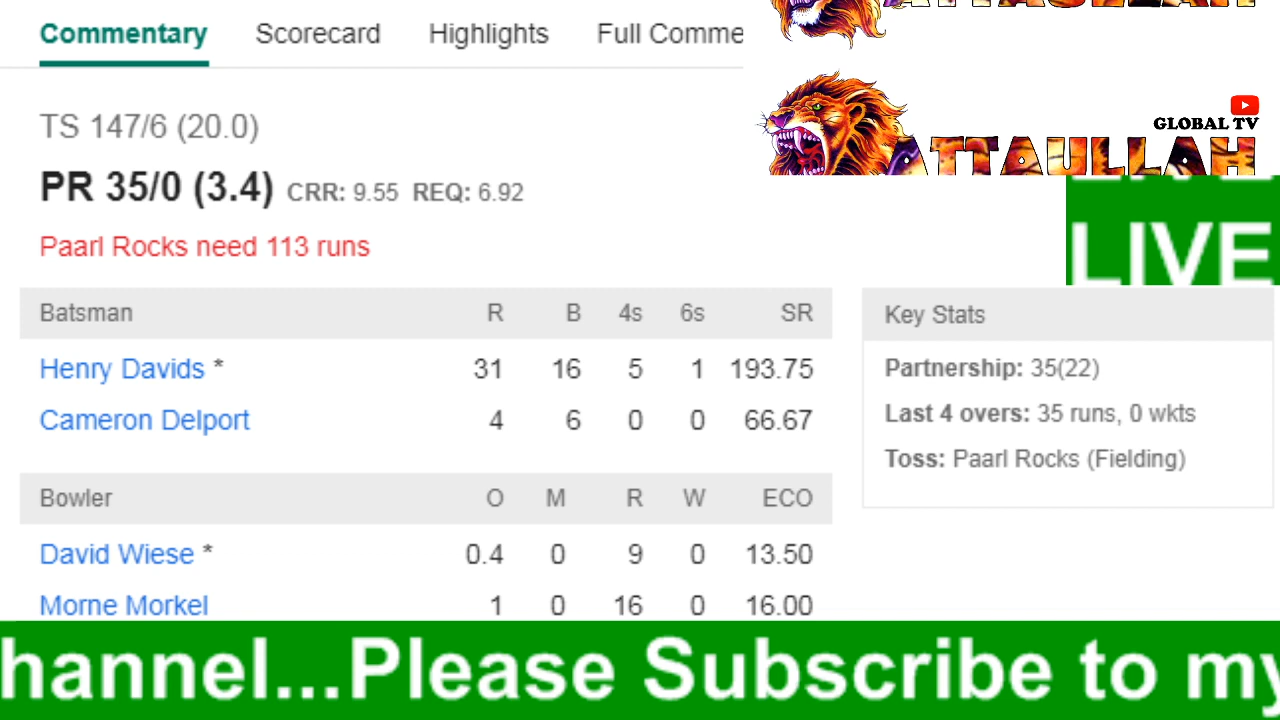 Commentary Scorecard Highlights Full Comme
ATTAULLAH
TS 147/6 (20.0)
GLOBAL TV
ATTAULLAH
PR 35/0 (3.4) CRR: 9.55 REQ: 6.92
LIVE
Paarl Rocks need 113 runs
LIVE
Batsman R B 4s 6s SR
Henry Davids * 31 16 5 1 193.75
Cameron Delport 4 6 0 0 66.67
Key Stats
Partnership: 35(22)
Last 4 overs: 35 runs, 0 wkts
Toss: Paarl Rocks (Fielding)
Bowler O M R W ECO
David Wiese * 0.4 0 9 0 13.50
Morne Morkel 1 0 16 0 16.00
hannel...Please Subscribe to my